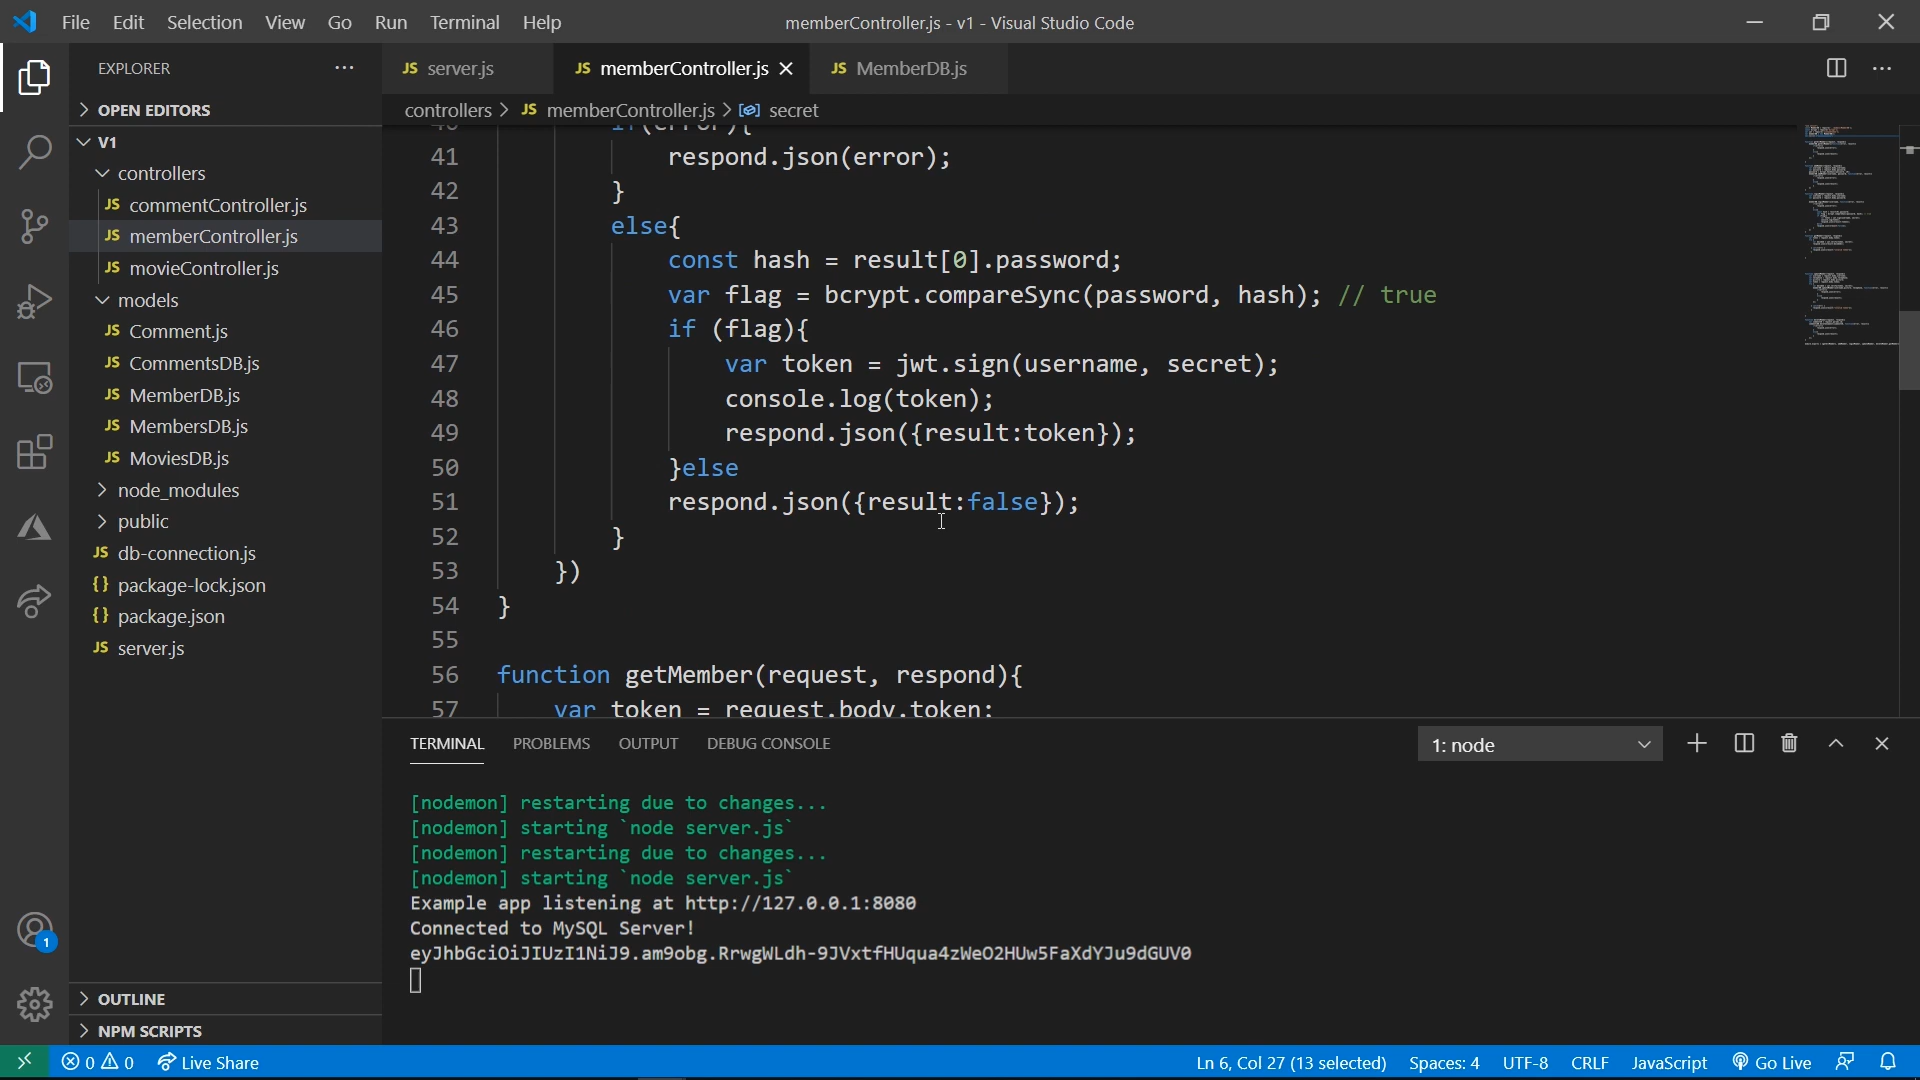 File Edit Selection View Go Run Terminal Help
memberController.js - v1 - Visual Studio Code
EXPLORER
OPEN EDITORS
V1
controllers
JS commentController.js
JS memberController.js
JS movieController.js
models
JS Comment.js
JS CommentsDB.js
JS MemberDB.js
JS MembersDB.js
JS MoviesDB.js
node_modules
public
JS db-connection.js
{} package-lock.json
{} package.json
JS server.js
OUTLINE
NPM SCRIPTS
JS server.js
JS memberController.js
JS MemberDB.js
controllers > JS memberController.js > secret
40 if(error){
41 respond.json(error);
42 }
43 else{
44 const hash = result[0].password;
45 var flag = bcrypt.compareSync(password, hash); // true
46 if (flag){
47 var token = jwt.sign(username, secret);
48 console.log(token);
49 respond.json({result:token});
50 }else
51 respond.json({result:false});
52 }
53 })
54 }
55
56 function getMember(request, respond){
57 var token = request.body.token;
TERMINAL PROBLEMS OUTPUT DEBUG CONSOLE
1: node
[nodemon] restarting due to changes...
[nodemon] starting `node server.js`
[nodemon] restarting due to changes...
[nodemon] starting `node server.js`
Example app listening at http://127.0.0.1:8080
Connected to MySQL Server!
eyJhbGciOiJIUzI1NiJ9.am9obg.RrwgWLdh-9JVxtfHUqua4zWeO2HUw5FaXdYJu9dGUV0
1
0 0 Live Share
Ln 6, Col 27 (13 selected) Spaces: 4 UTF-8 CRLF JavaScript Go Live